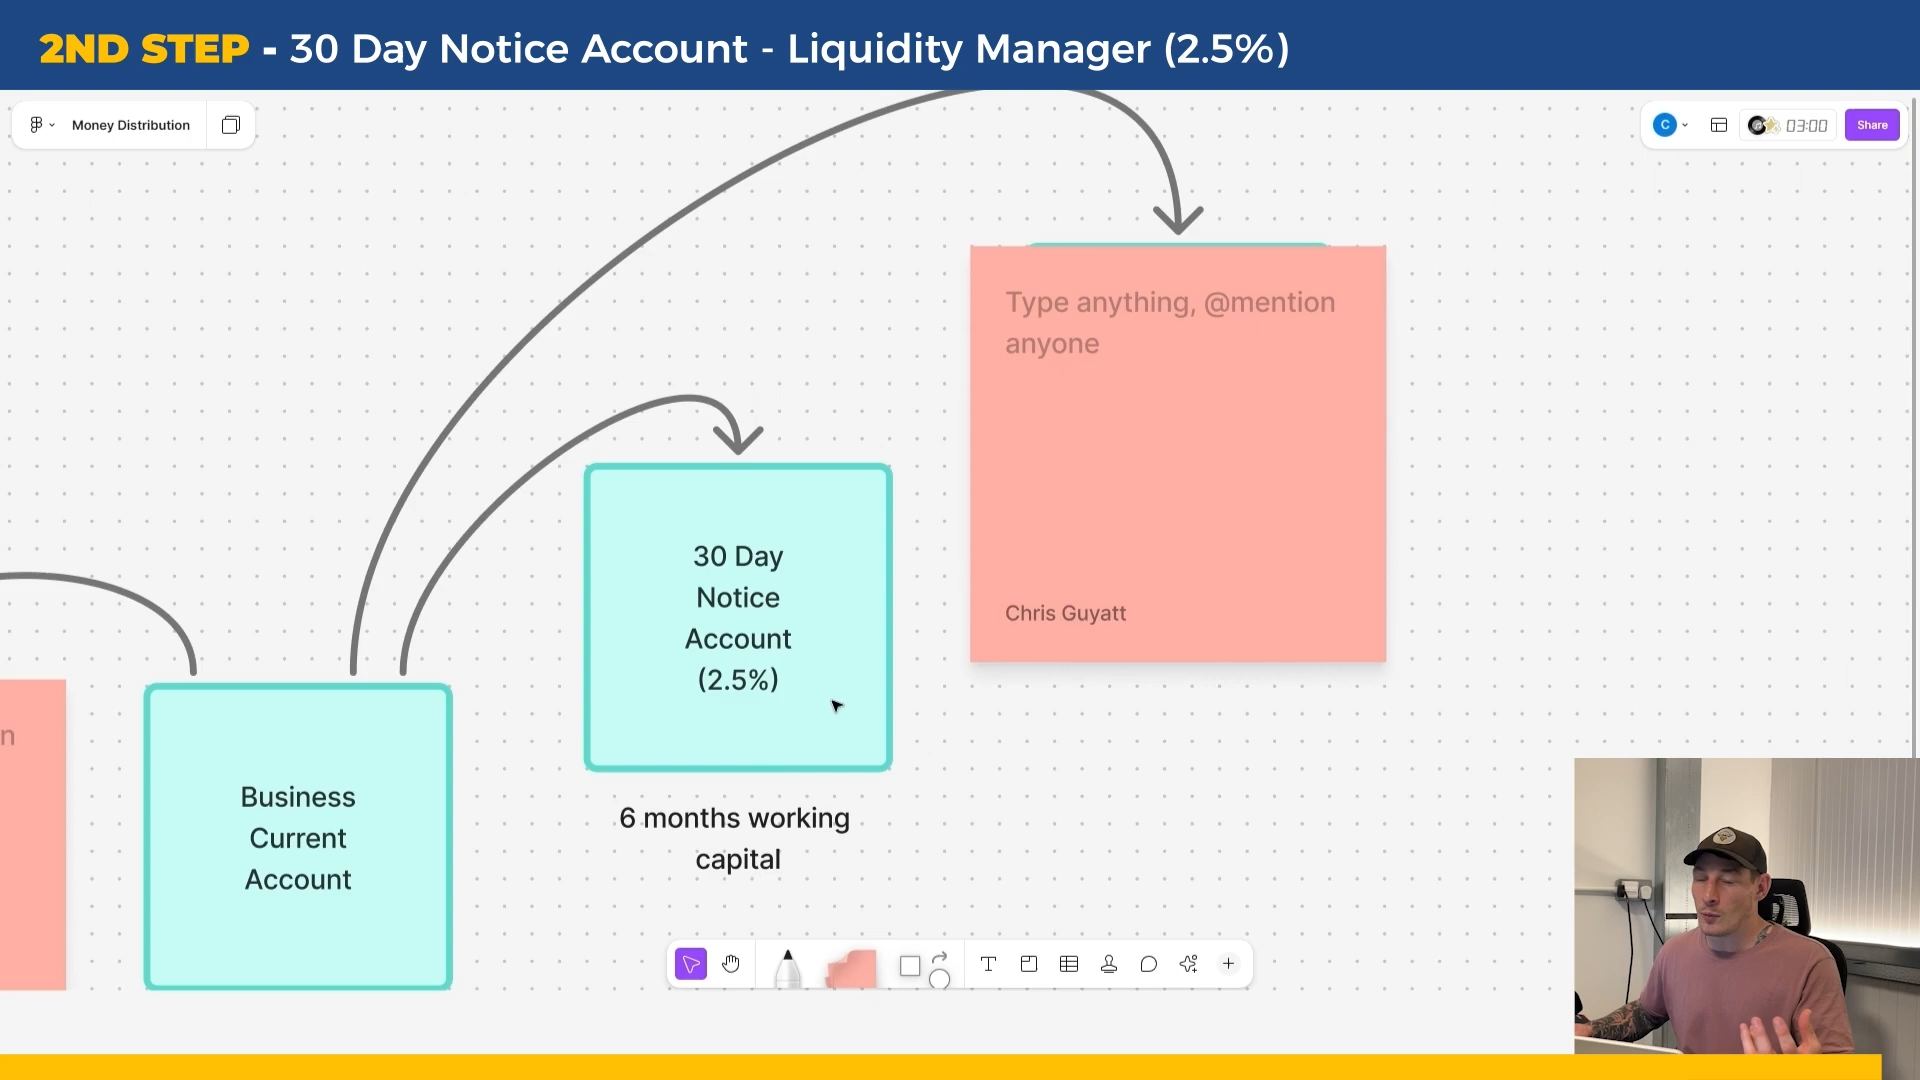 2ND STEP - 30 Day Notice Account - Liquidity Manager (2.5%)
Money Distribution
C
03:00
Share
Type anything, @mention
anyone
Chris Guyatt
30 Day
Notice
Account
(2.5%)
6 months working
capital
n
Business
Current
Account